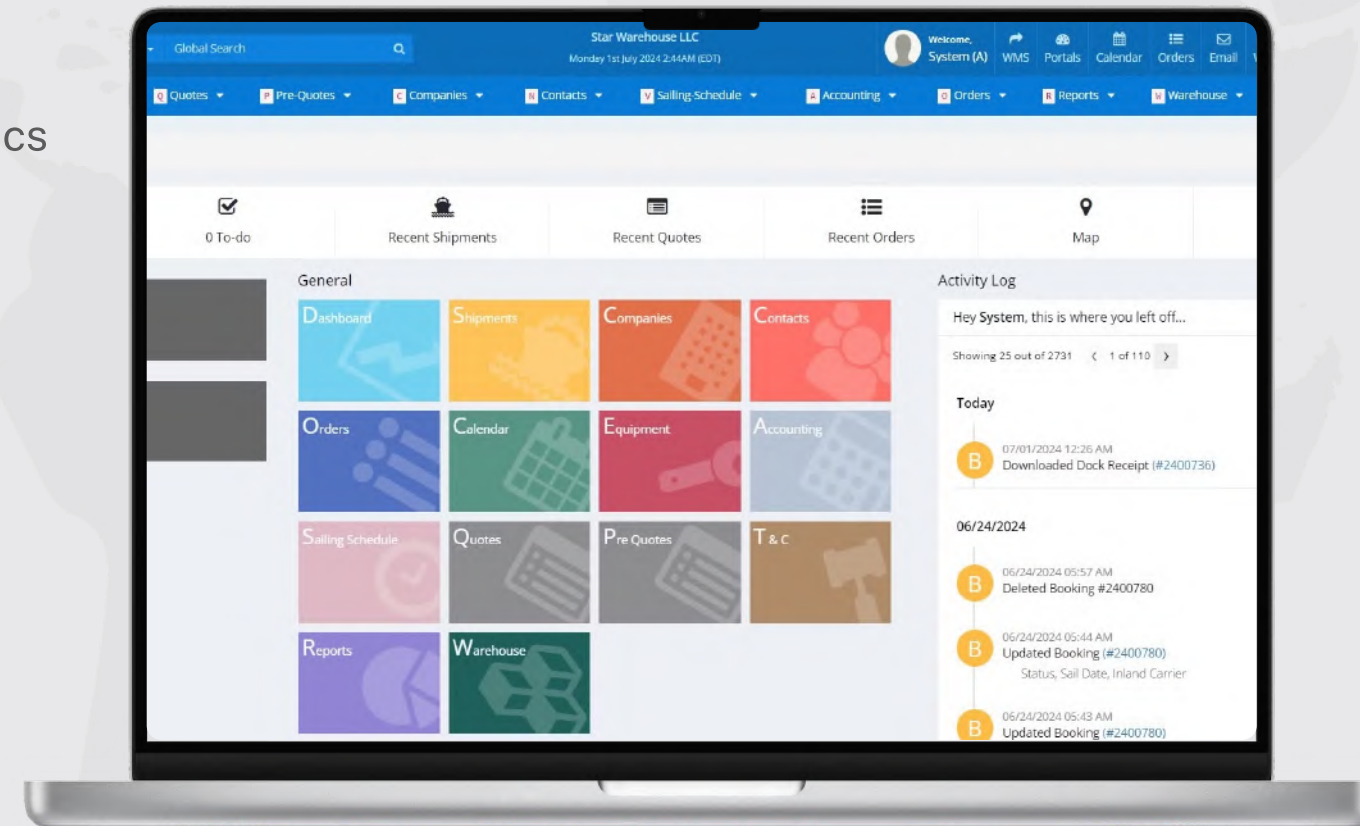 cs
Global Search
Star Warehouse LLC
Monday 1st July 2024 2:44AM (EDT)
Welcome,
System (A)
WMS Portals Calendar Orders Email
Q Quotes P Pre-Quotes C Companies N Contacts V Sailing-Schedule A Accounting O Orders R Reports W Warehouse
0 To-do Recent Shipments Recent Quotes Recent Orders Map
General
Dashboard Shipments Companies Contacts
Orders Calendar Equipment Accounting
Sailing Schedule Quotes Pre Quotes T & C
Reports Warehouse
Activity Log
Hey System, this is where you left off...
Showing 25 out of 2731 < 1 of 110 >
Today
B
07/01/2024 12:26 AM
Downloaded Dock Receipt (#2400736)
06/24/2024
B
06/24/2024 05:57 AM
Deleted Booking #2400780
B
06/24/2024 05:44 AM
Updated Booking (#2400780)
Status, Sail Date, Inland Carrier
B
06/24/2024 05:43 AM
Updated Booking (#2400780)